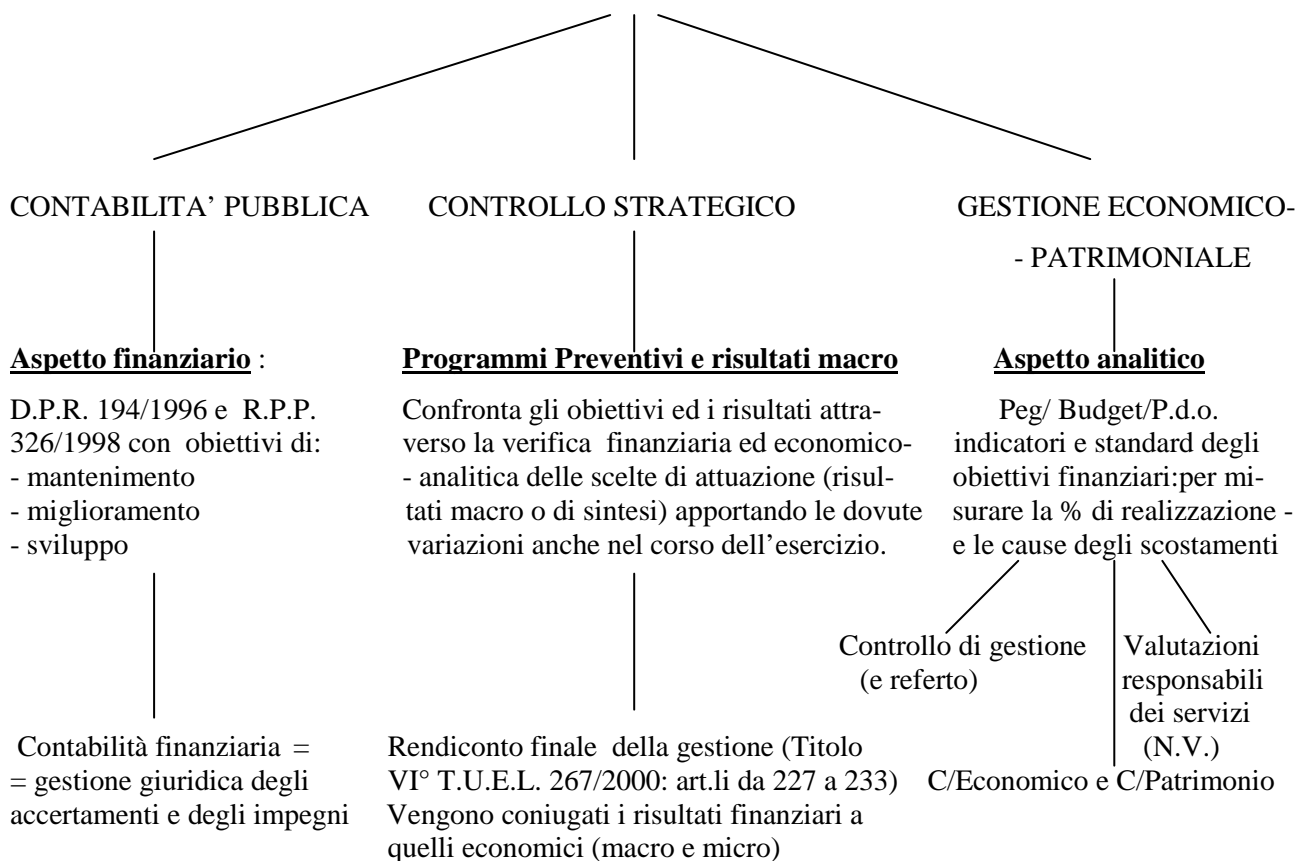 CONTABILITA’ PUBBLICA
CONTROLLO STRATEGICO
GESTIONE ECONOMICO-
- PATRIMONIALE
Aspetto finanziario :
D.P.R. 194/1996 e R.P.P.
326/1998 con obiettivi di:
- mantenimento
- miglioramento
- sviluppo
Programmi Preventivi e risultati macro
Confronta gli obiettivi ed i risultati attra-
verso la verifica finanziaria ed economico-
- analitica delle scelte di attuazione (risul-
tati macro o di sintesi) apportando le dovute
variazioni anche nel corso dell’esercizio.
Aspetto analitico
Peg/ Budget/P.d.o.
indicatori e standard degli
obiettivi finanziari:per mi-
surare la % di realizzazione -
e le cause degli scostamenti
Controllo di gestione
(e referto)
Valutazioni
responsabili
dei servizi
(N.V.)
Contabilità finanziaria =
= gestione giuridica degli
accertamenti e degli impegni
Rendiconto finale della gestione (Titolo
VI° T.U.E.L. 267/2000: art.li da 227 a 233)
Vengono coniugati i risultati finanziari a
quelli economici (macro e micro)
C/Economico e C/Patrimonio